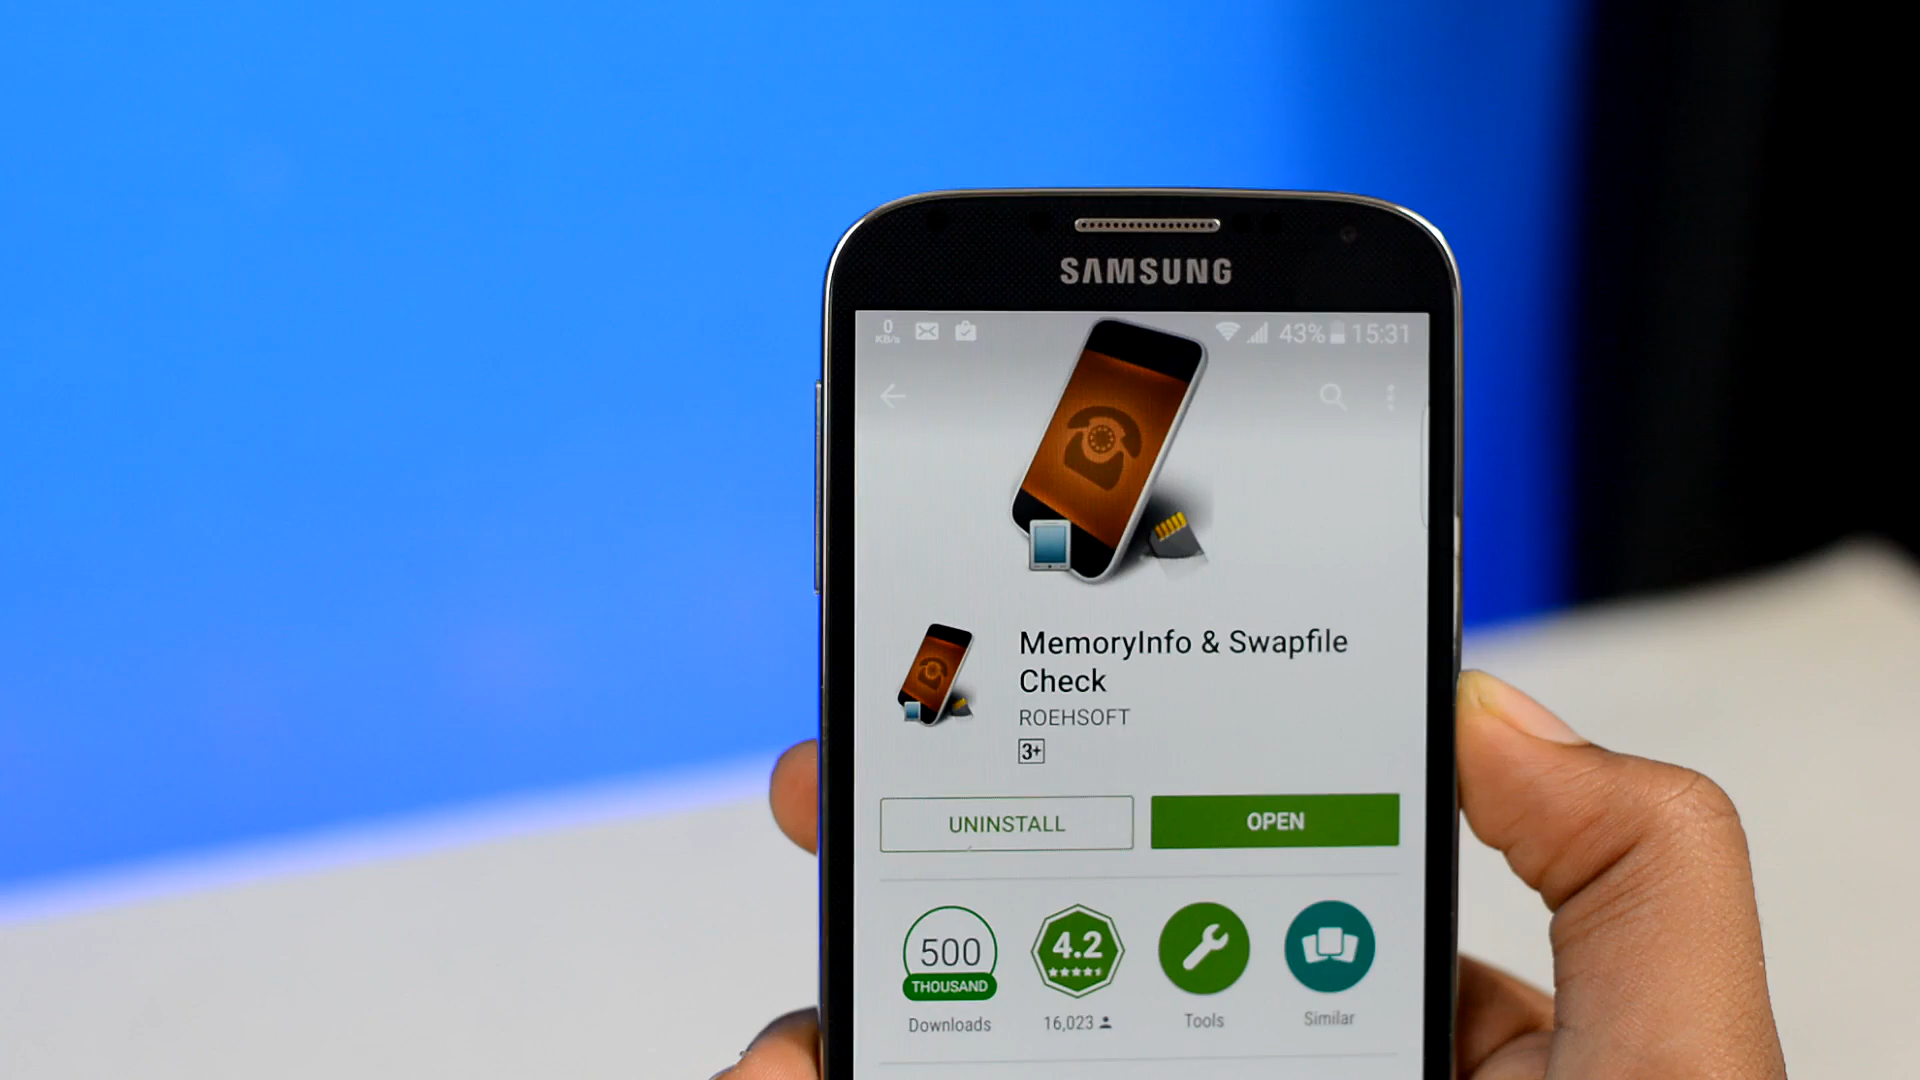 SAMSUNG
0
KB/s
43% 15:31
MemoryInfo & Swapfile
Check
ROEHSOFT
3+
UNINSTALL
OPEN
500
THOUSAND
Downloads
4.2
16,023
Tools
Similar